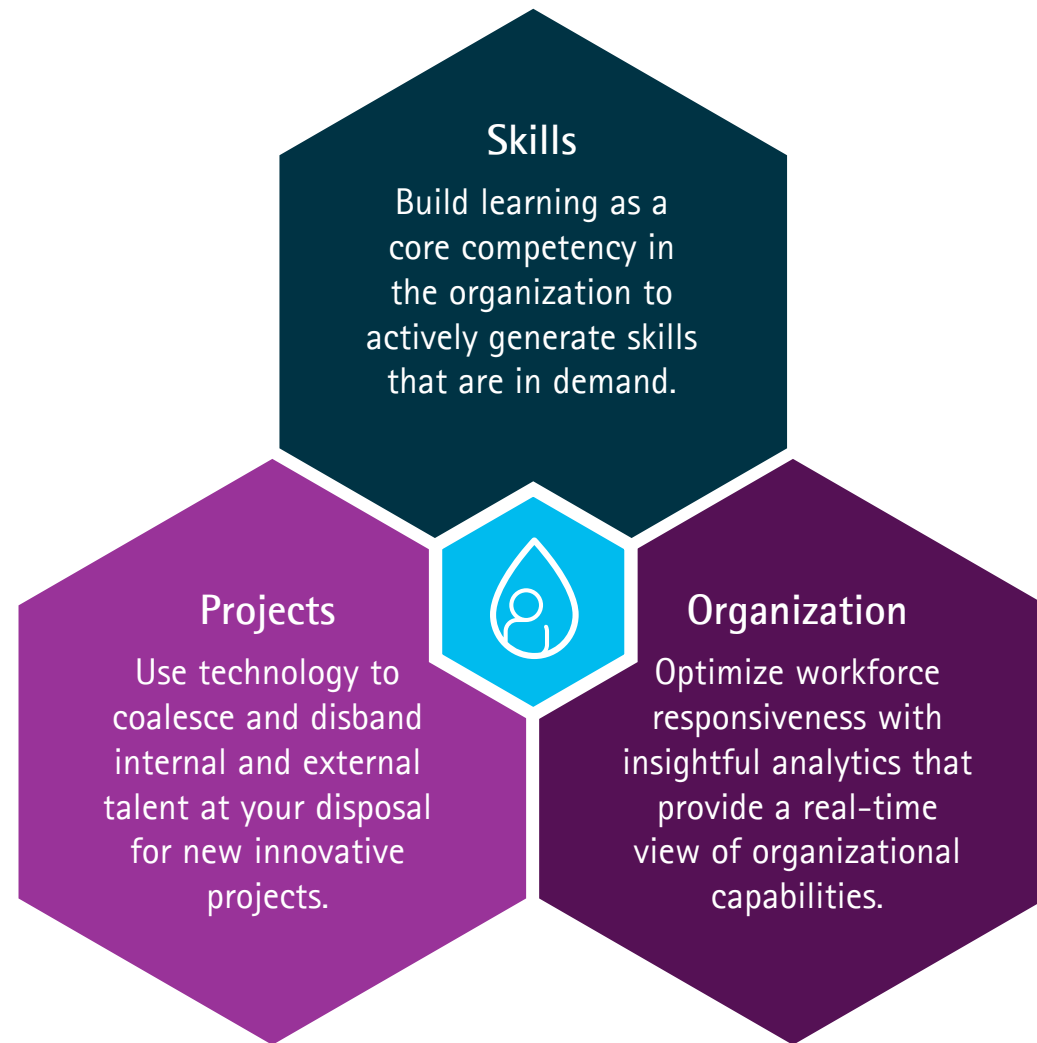 Skills
Build learning as a
core competency in
the organization to
actively generate skills
that are in demand.
Projects
Use technology to
coalesce and disband
internal and external
talent at your disposal
for new innovative
projects.
Organization
Optimize workforce
responsiveness with
insightful analytics that
provide a real-time
view of organizational
capabilities.